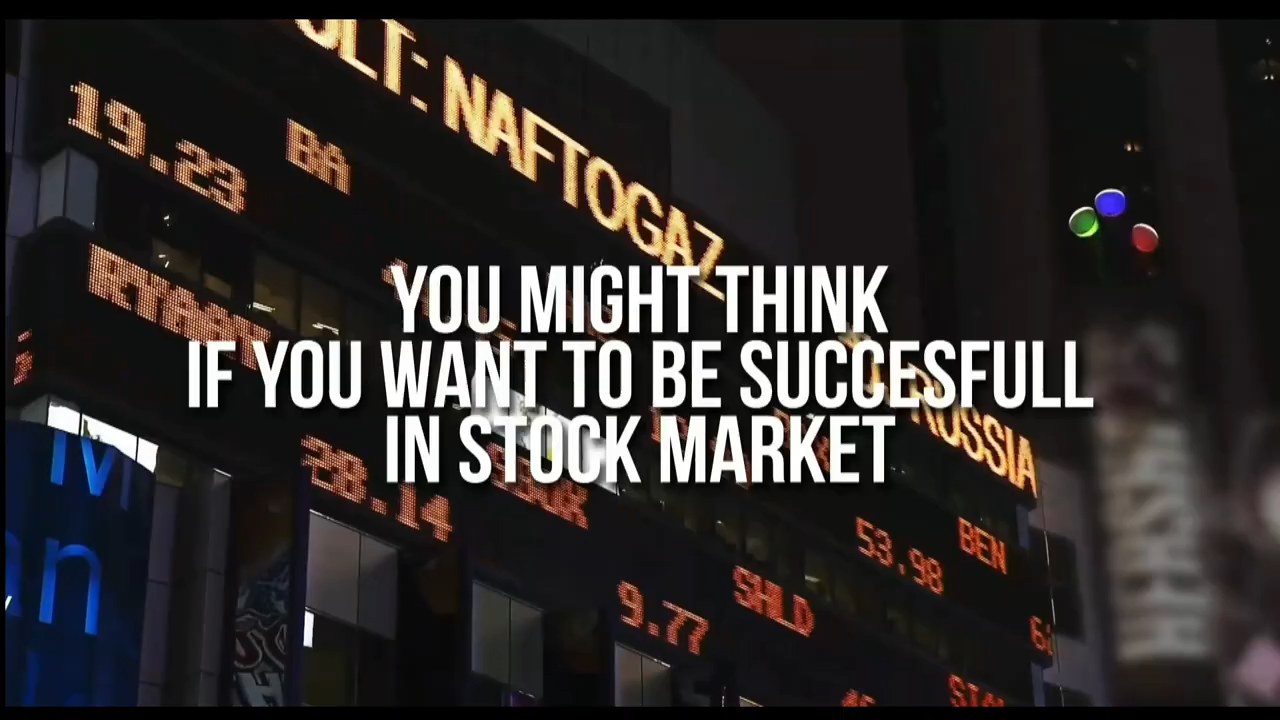 NAFTOGAZ
19.23 BA
YOU MIGHT THINK
IF YOU WANT TO BE SUCCESFULL
IN STOCK MARKET
RUSSIA
28.14
53.98 BEN
9.77 SHLD
an